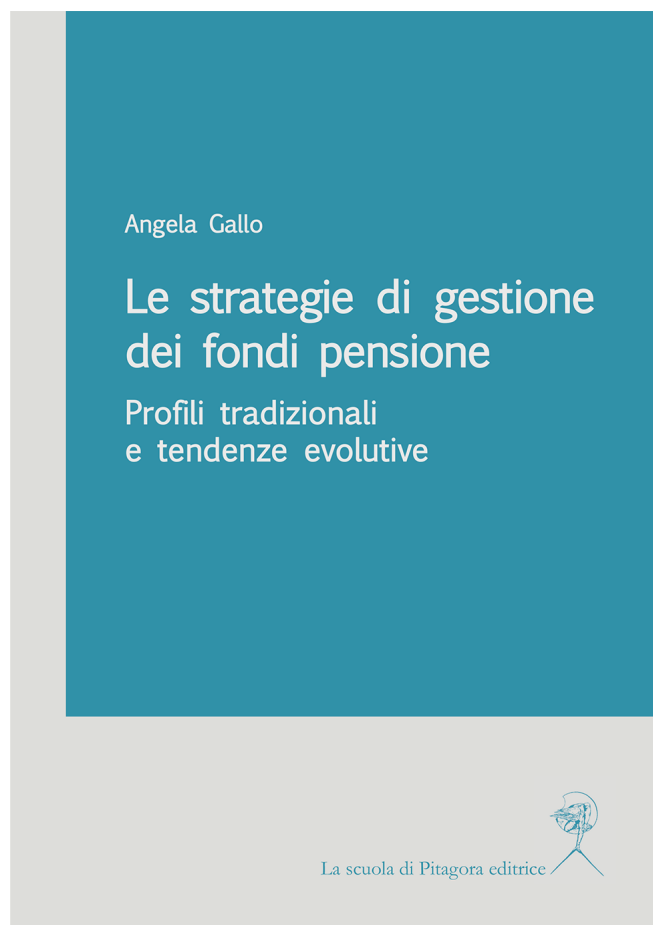 Angela Gallo
Le strategie di gestione
dei fondi pensione
Profili tradizionali
e tendenze evolutive
La scuola di Pitagora editrice